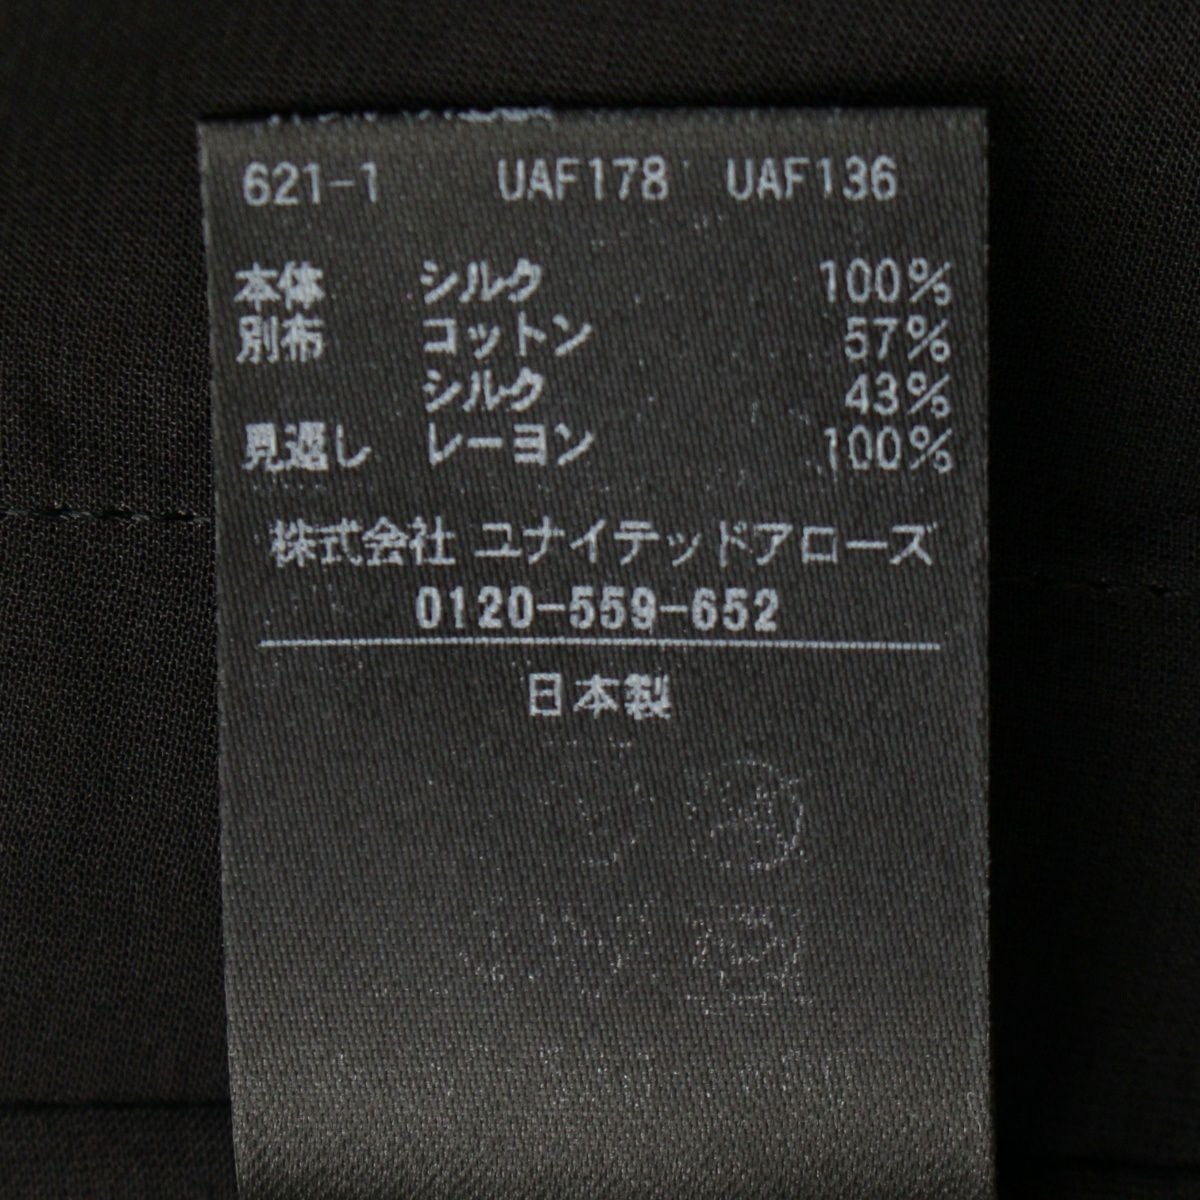 621-1 UAF178 UAF136
本体 シルク 100%
別布 コットン 57%
シルク 43%
見返し レーヨン 100%
株式会社 ユナイテッドアローズ
0120-559-652
日本製